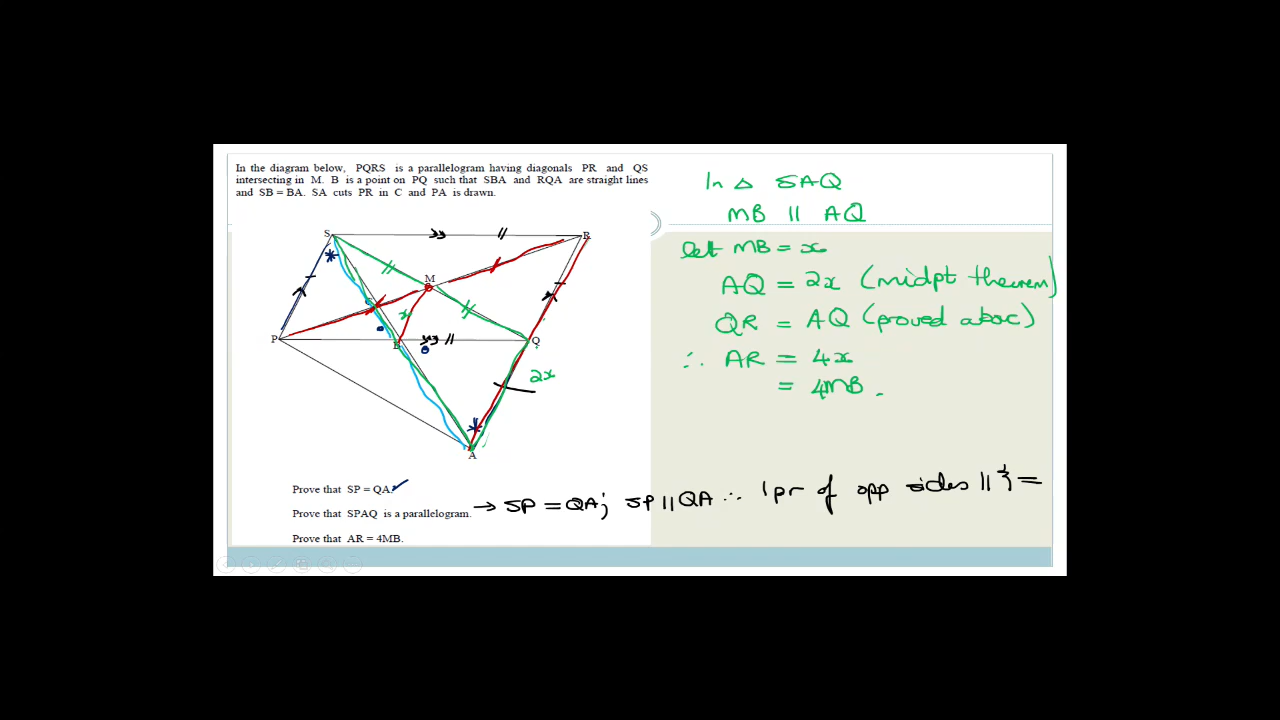 In the diagram below, PQRS is a parallelogram having diagonals PR and QS
intersecting in M. B is a point on PQ such that SBA and RQA are straight lines
and SB = BA. SA cuts PR in C and PA is drawn.
In △ SAQ
MB || AQ
let MB = x
AQ = 2x (midpt theorem)
QR = AQ (proved above)
∴ AR = 4x
= 4MB.
S
R
M
C
x
P
B
Q
θ
2x
A
Prove that SP = QA.
Prove that SPAQ is a parallelogram.
→ SP = QA; SP || QA ∴ 1 pr of opp sides || & =
Prove that AR = 4MB.